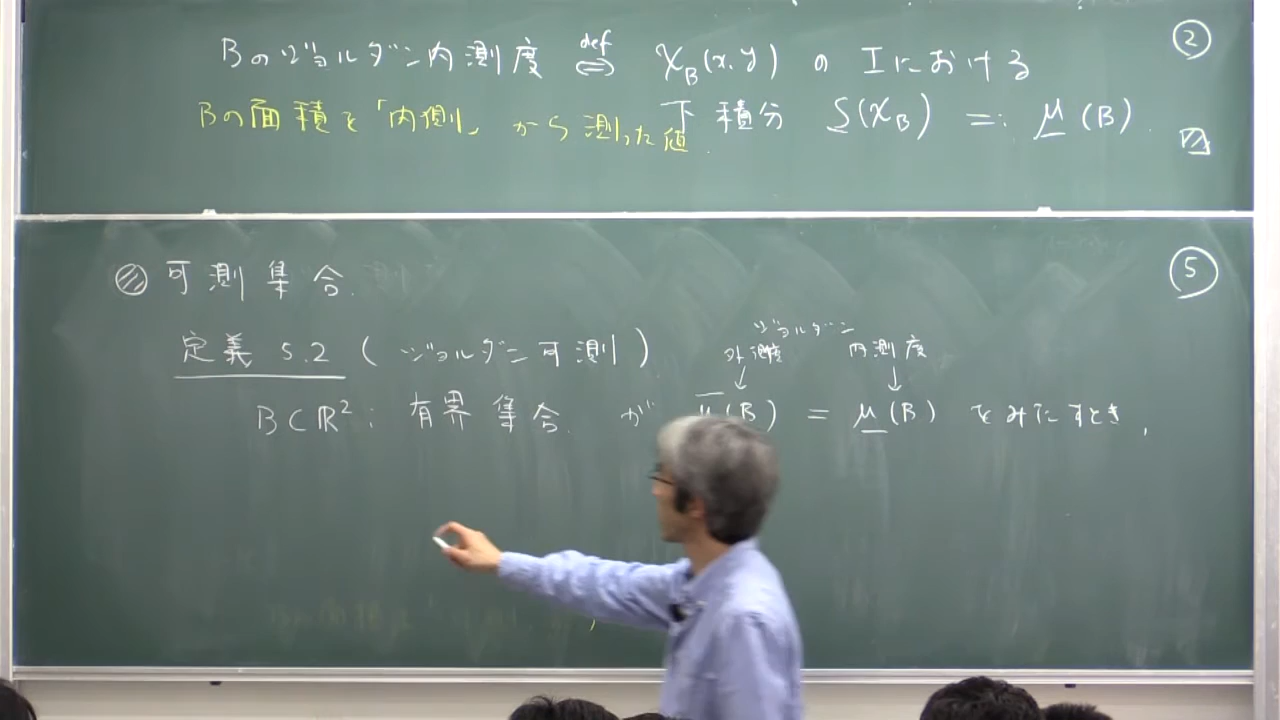 ②
Bのジョルダン内測度 def ⇔ χ_B(x,y) の Iにおける
下積分 S(χ_B) =: μ(B).
Bの面積を「内側」から測った値.
⑤
可測集合.
定義 5.2 (ジョルダン可測).
ジョルダン
外測度 内測度
↓ ↓
B⊂ℝ²: 有界集合. が μ̅(B) = μ̲(B) をみたすとき,